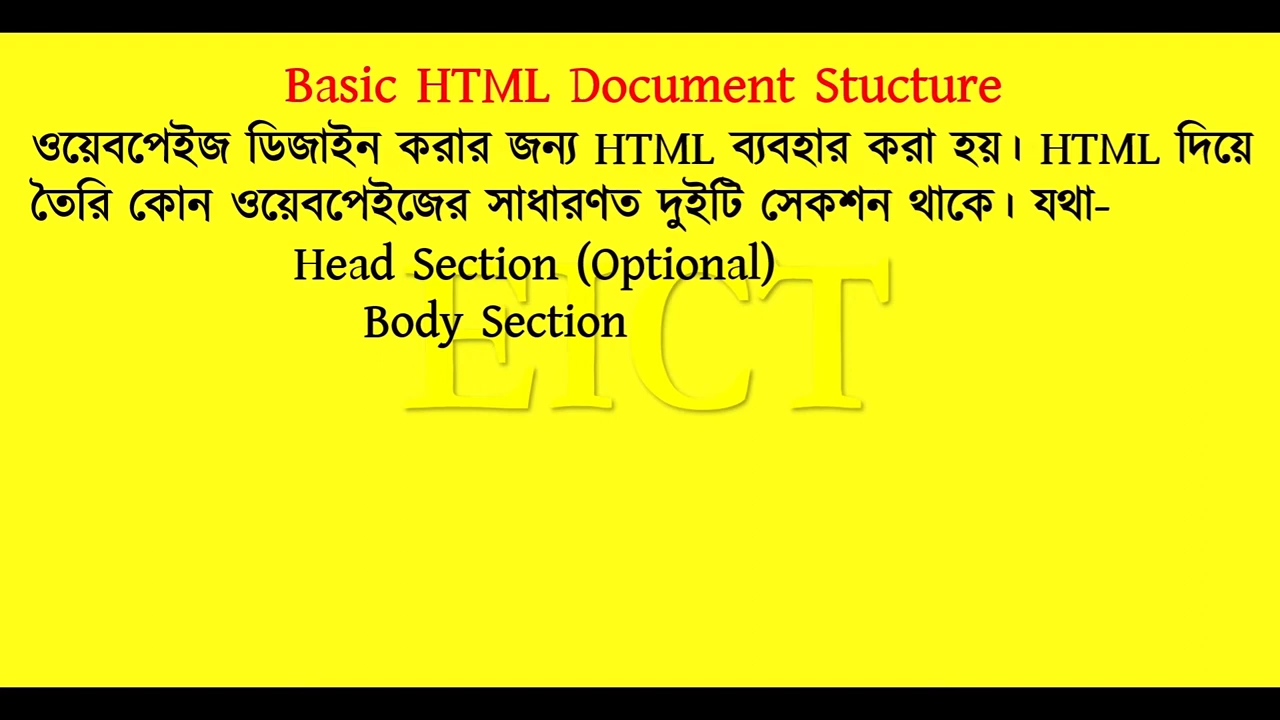 Basic HTML Document Stucture
ওয়েবপেইজ ডিজাইন করার জন্য HTML ব্যবহার করা হয়। HTML দিয়ে
তৈরি কোন ওয়েবপেইজের সাধারণত দুইটি সেকশন থাকে। যথা-
Head Section (Optional)
Body Section
EICT